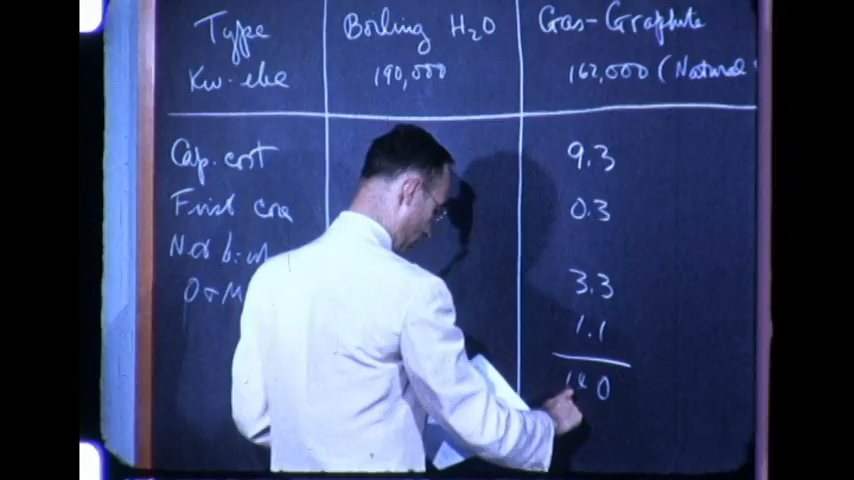 Type Boiling H₂O Gas-Graphite
Kw-ele 190,000 162,000 (Natural
Cap. cost 9.3
First core 0.3
3.3
O + M
1.1
0